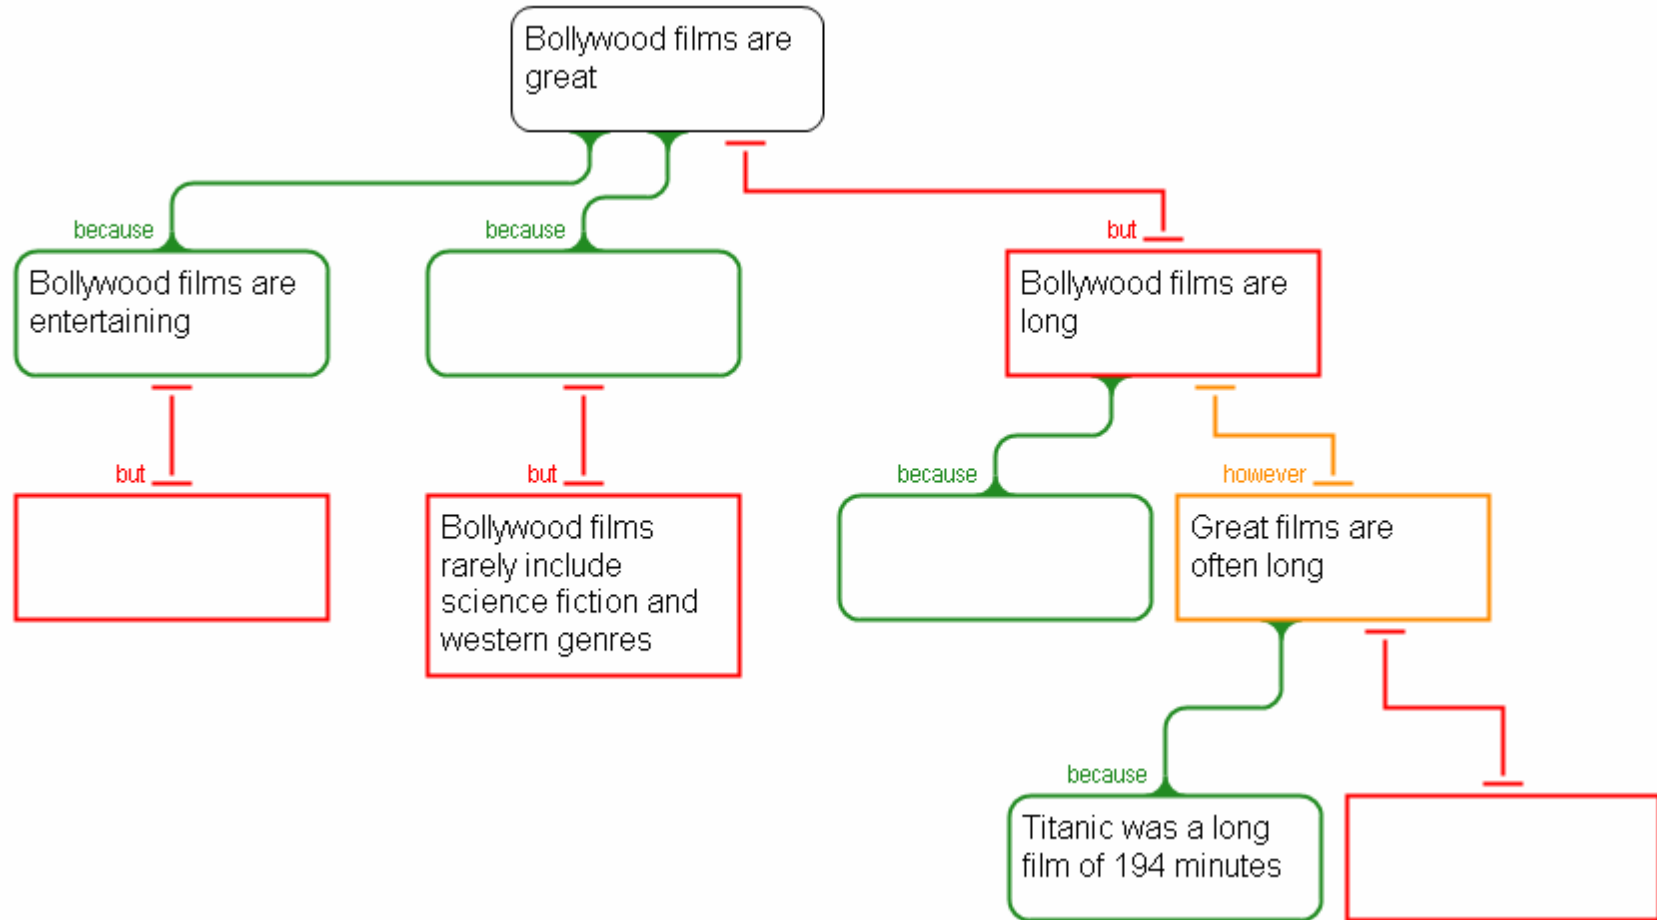 Bollywood films are
great
because
because
but
Bollywood films are
entertaining
Bollywood films are
long
but
but
because
however
Bollywood films
rarely include
science fiction and
western genres
Great films are
often long
because
Titanic was a long
film of 194 minutes